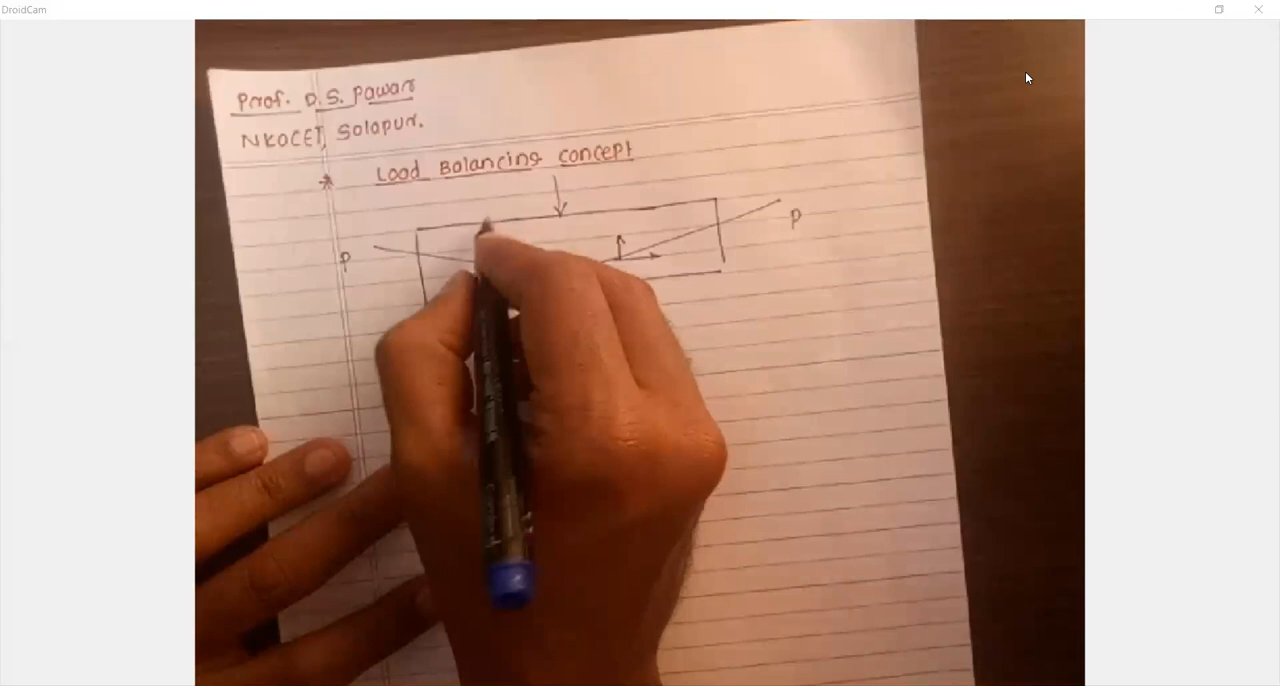 DroidCam
Prof. D.S. Pawar
NKOCET, Solapur.
* Load Balancing concept
P
P